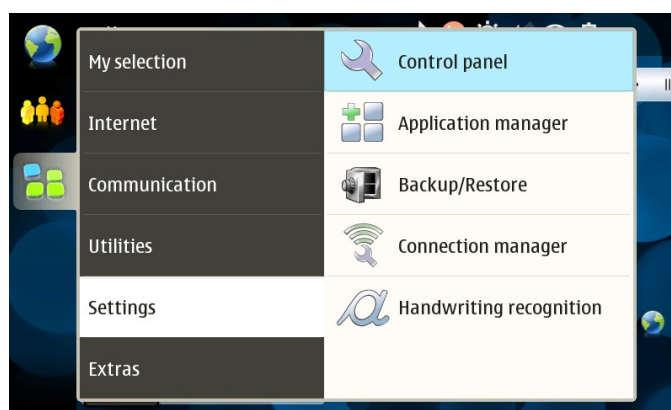 My selection
Internet
Communication
Utilities
Settings
Extras
Control panel
Application manager
Backup/Restore
Connection manager
Handwriting recognition